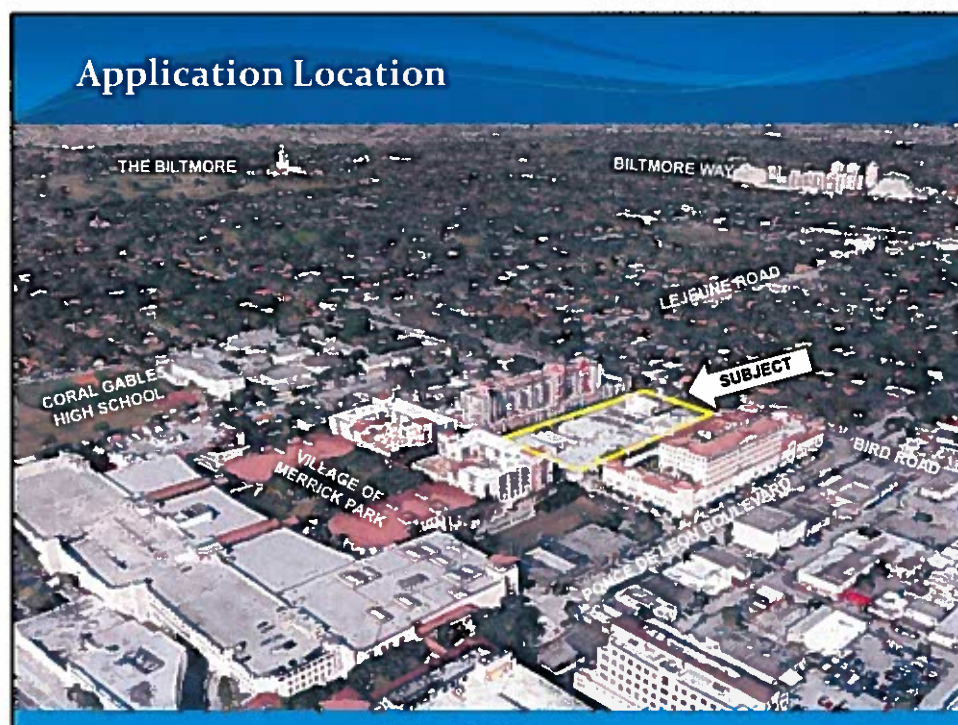 Application Location
THE BILTMORE
BILTMORE WAY
LEJEUNE ROAD
SUBJECT
CORAL GABLES
HIGH SCHOOL
BIRD ROAD
VILLAGE OF
MERRICK PARK
PONCE DE LEON BOULEVARD